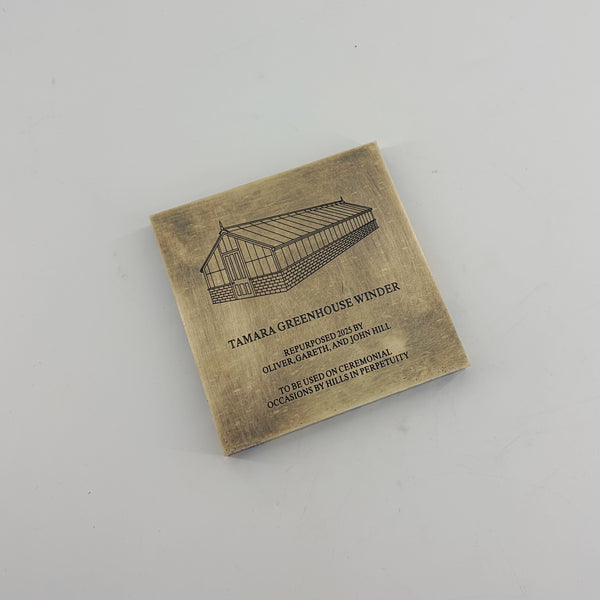 TAMARA GREENHOUSE WINDER
REPURPOSED 2025 BY
OLIVER, GARETH, AND JOHN HILL
TO BE USED ON CEREMONIAL
OCCASIONS BY HILLS IN PERPETUITY